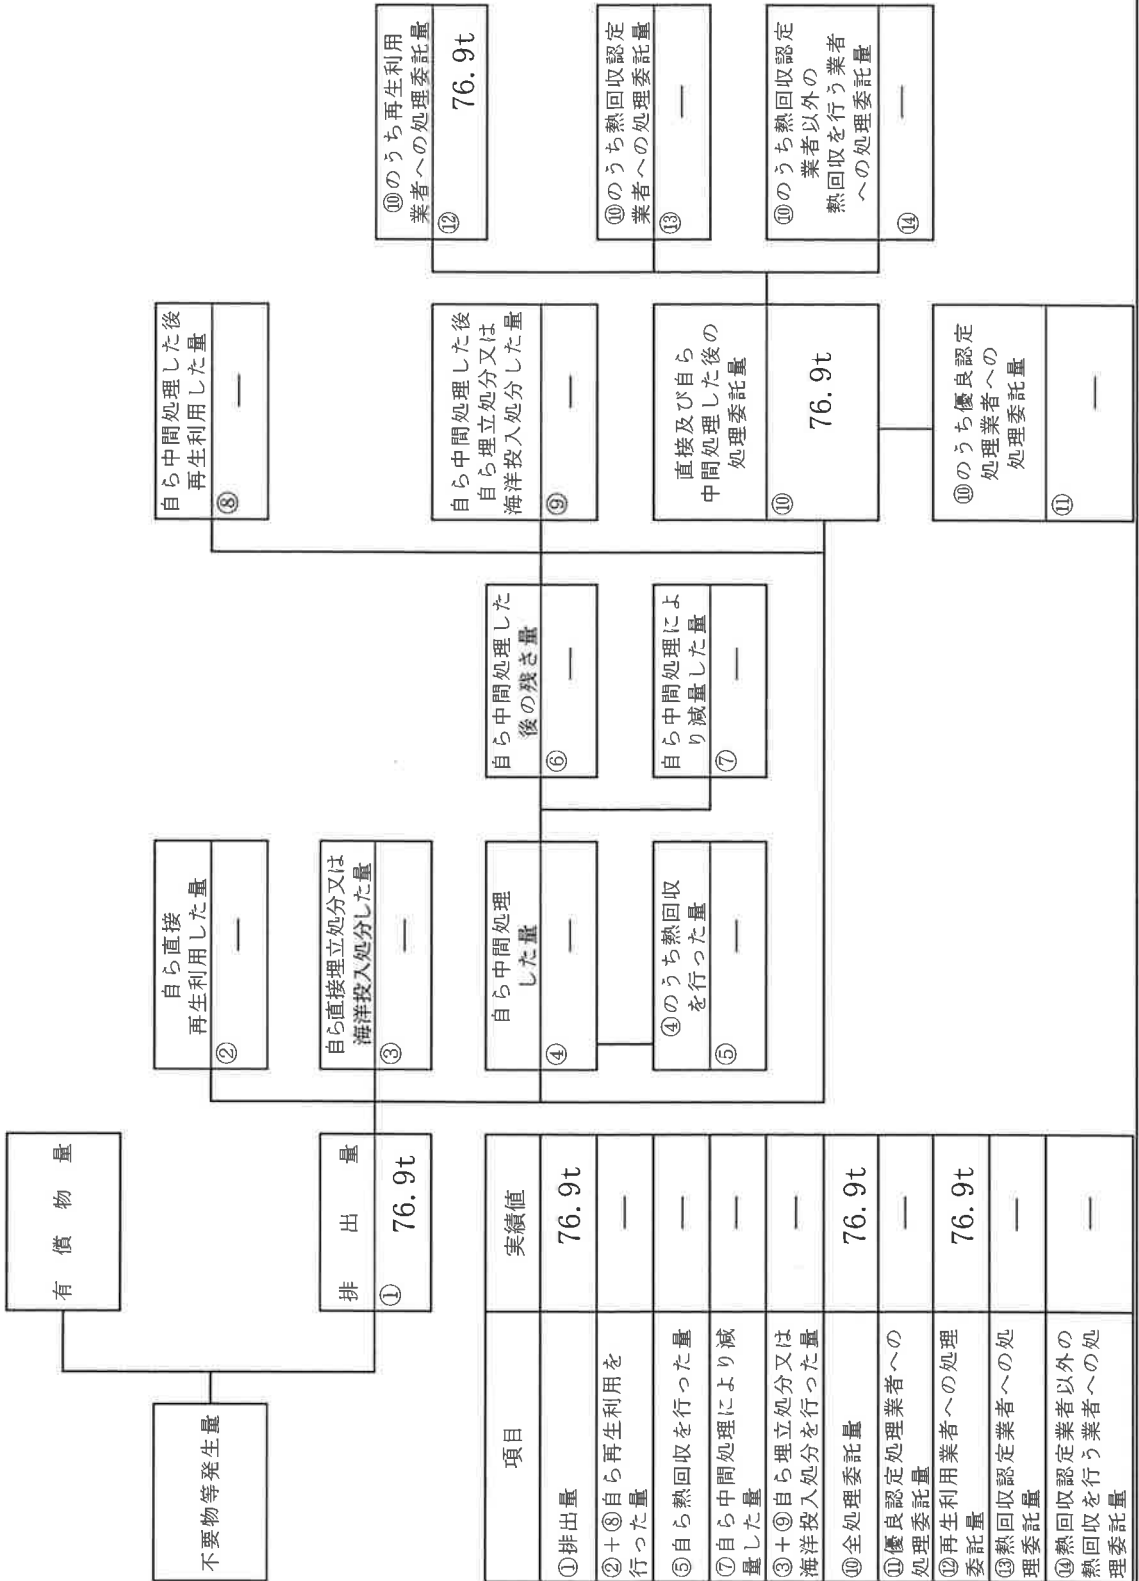 不要物等発生量
有償物量
排出量
①
76.9t
自ら直接
再生利用した量
②
—
自ら直接埋立処分又は
海洋投入処分した量
③
—
自ら中間処理
した量
④
—
④のうち熱回収
を行った量
⑤
—
自ら中間処理した
後の残さ量
⑥
—
自ら中間処理によ
り減量した量
⑦
—
自ら中間処理した後
再生利用した量
⑧
—
自ら中間処理した後
自ら埋立処分又は
海洋投入処分した量
⑨
—
直接及び自ら
中間処理した後の
処理委託量
⑩
76.9t
⑩のうち優良認定
処理業者への
処理委託量
⑪
—
⑩のうち再生利用
業者への処理委託量
⑫
76.9t
⑩のうち熱回収認定
業者への処理委託量
⑬
—
⑩のうち熱回収認定
業者以外の
熱回収を行う業者
への処理委託量
⑭
—
項目 実績値
①排出量 76.9t
②+⑧自ら再生利用を
行った量 —
⑤自ら熱回収を行った量 —
⑦自ら中間処理により減
量した量 —
③+⑨自ら埋立処分又は
海洋投入処分を行った量 —
⑩全処理委託量 76.9t
⑪優良認定処理業者への
処理委託量 —
⑫再生利用業者への処理
委託量 76.9t
⑬熱回収認定業者への処
理委託量 —
⑭熱回収認定業者以外の
熱回収を行う業者への処
理委託量 —